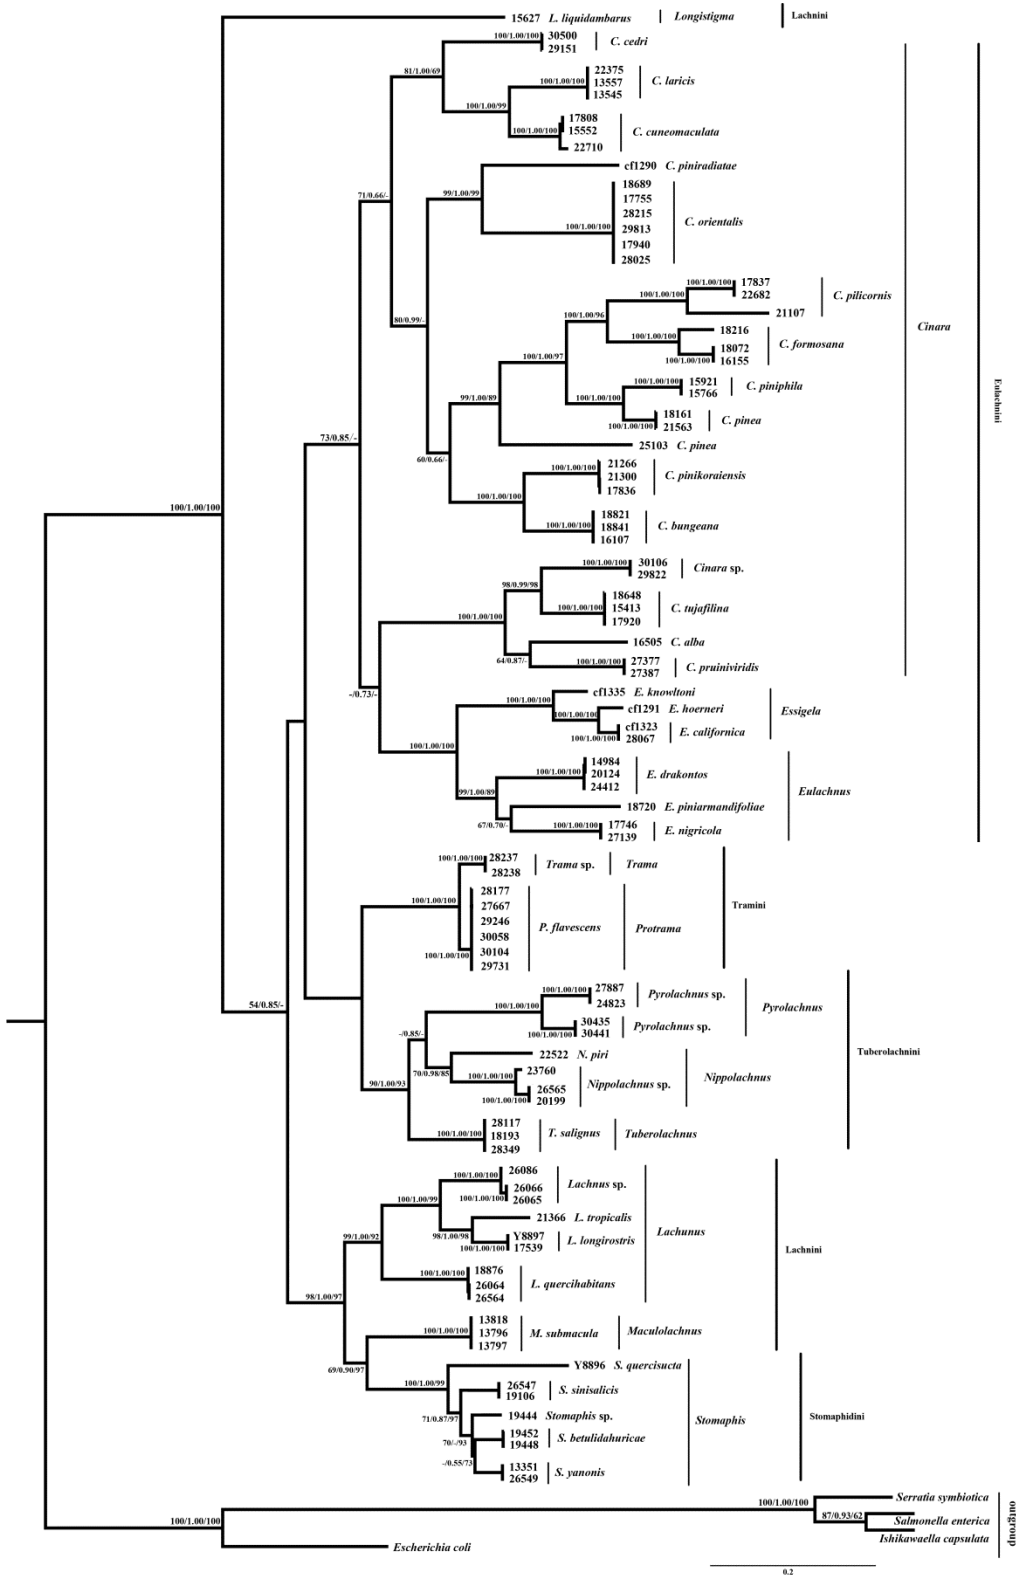 15627 L. liquidambarus Longistigma Lachnini
100/1.00/100 30500
29151
C. cedri
81/1.00/69
100/1.00/100 22375
13557
13545
C. laricis
100/1.00/99
17808
100/1.00/100 15552
22710
C. cuneomaculata
cf1290 C. piniradiatae
71/0.66/-
99/1.00/99
18689
17755
28215
100/1.00/100 29813
17940
28025
C. orientalis
100/1.00/100 17837
22682
C. pilicornis
100/1.00/100
21107
80/0.99/-
100/1.00/96
18216
100/1.00/100 18072
100/1.00/100 16155
C. formosana
Cinara
Eulachnini
100/1.00/97
100/1.00/100 15921
15766
C. piniphila
99/1.00/89
100/1.00/100
18161
100/1.00/100 21563
C. pinea
73/0.85/-
25103 C. pinea
60/0.66/-
100/1.00/100 21266
21300
17836
C. pinikoraiensis
100/1.00/100
18821
100/1.00/100 18841
16107
C. bungeana
100/1.00/100
100/1.00/100 30106
29822
Cinara sp.
98/0.99/98
18648
100/1.00/100 15413
17920
C. tujafilina
100/1.00/100
16505 C. alba
64/0.87/-
100/1.00/100 27377
27387
C. pruiniviridis
-/0.73/-
cf1335 E. knowltoni
100/1.00/100
cf1291 E. hoerneri
100/1.00/100
cf1323
100/1.00/100 28067
E. californica
Essigela
100/1.00/100
14984
100/1.00/100 20124
24412
E. drakontos
99/1.00/89
18720 E. piniarmandifoliae
67/0.70/-
100/1.00/100 17746
27139
E. nigricola
Eulachnus
100/1.00/100 28237
28238
Trama sp. Trama
100/1.00/100
28177
27667
29246
30058
30104
100/1.00/100 29731
P. flavescens Protrama
Tramini
54/0.85/-
100/1.00/100 27887
24823
Pyrolachnus sp.
100/1.00/100
30435
100/1.00/100 30441
Pyrolachnus sp.
Pyrolachnus
-/0.85/-
22522 N. piri
70/0.98/85
100/1.00/100 23760
26565
100/1.00/100 20199
Nippolachnus sp.
Nippolachnus
Tuberolachnini
90/1.00/93
28117
100/1.00/100 18193
28349
T. salignus Tuberolachnus
100/1.00/100 26086
26066
100/1.00/100 26065
Lachnus sp.
100/1.00/99
21366 L. tropicalis
98/1.00/98
Y8897
100/1.00/100 17539
L. longirostris
Lachunus
99/1.00/92
100/1.00/100 18876
26064
26564
L. quercihabitans
Lachnini
98/1.00/97
13818
100/1.00/100 13796
13797
M. submacula Maculolachnus
69/0.90/97
Y8896 S. quercisucta
100/1.00/99
26547
19106
S. sinisalicis
71/0.87/97
19444 Stomaphis sp.
70/-/93
19452
19448
S. betulidahuricae
-/0.55/73
13351
26549
S. yanonis
Stomaphis
Stomaphidini
Serratia symbiotica
100/1.00/100
87/0.93/62
Salmonella enterica
Ishikawaella capsulata
outgroup
100/1.00/100
Escherichia coli
0.2